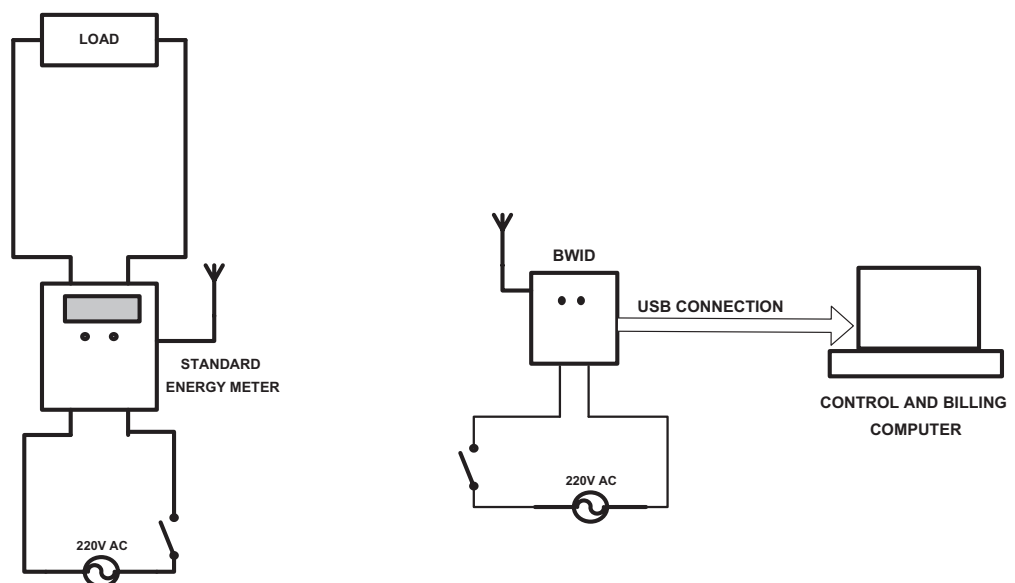 LOAD
STANDARD
ENERGY METER
220V AC
BWID
USB CONNECTION
220V AC
CONTROL AND BILLING
COMPUTER